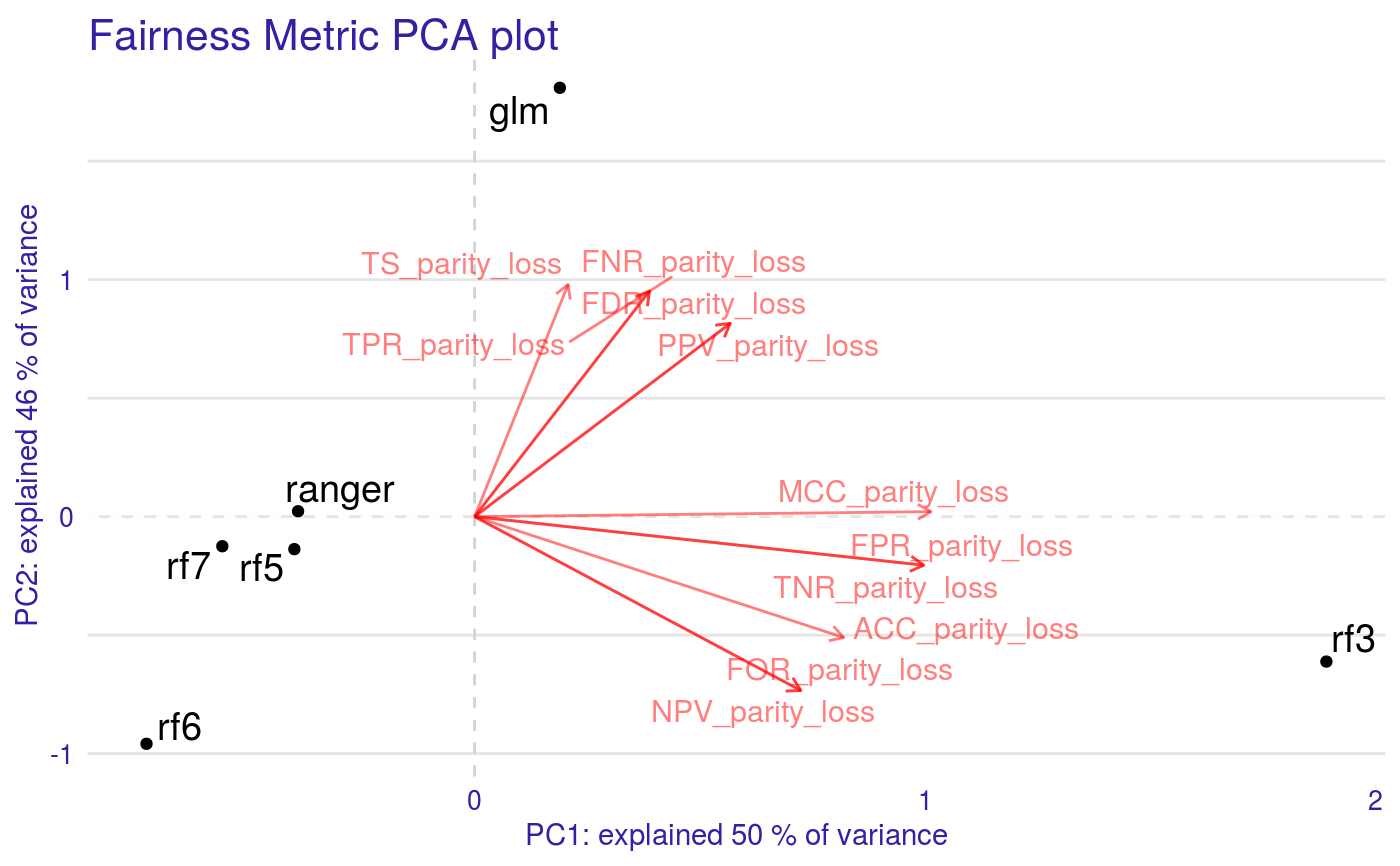 Fairness Metric PCA plot
glm
TS_parity_loss
FNR_parity_loss
FDR_parity_loss
TPR_parity_loss
PPV_parity_loss
ranger
MCC_parity_loss
FPR_parity_loss
rf7
rf5
TNR_parity_loss
ACC_parity_loss
rf3
FOR_parity_loss
NPV_parity_loss
rf6
1
0
-1
PC2: explained 46 % of variance
0
1
2
PC1: explained 50 % of variance